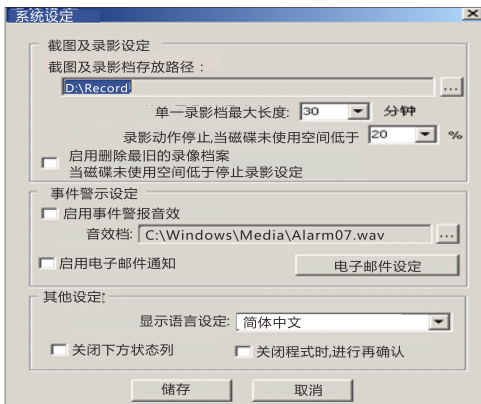 系统设定
截图及录影设定
截图及录影档存放路径：
D:\Record
...
单一录影档最大长度: 30 分钟
录影动作停止,当磁碟未使用空间低于 20 %
启用删除最旧的录像档案
当磁碟未使用空间低于停止录影设定
事件警示设定
启用事件警报音效
音效档: C:\Windows\Media\Alarm07.wav ...
启用电子邮件通知 电子邮件设定
其他设定:
显示语言设定: 简体中文
关闭下方状态列 关闭程式时,进行再确认
储存 取消